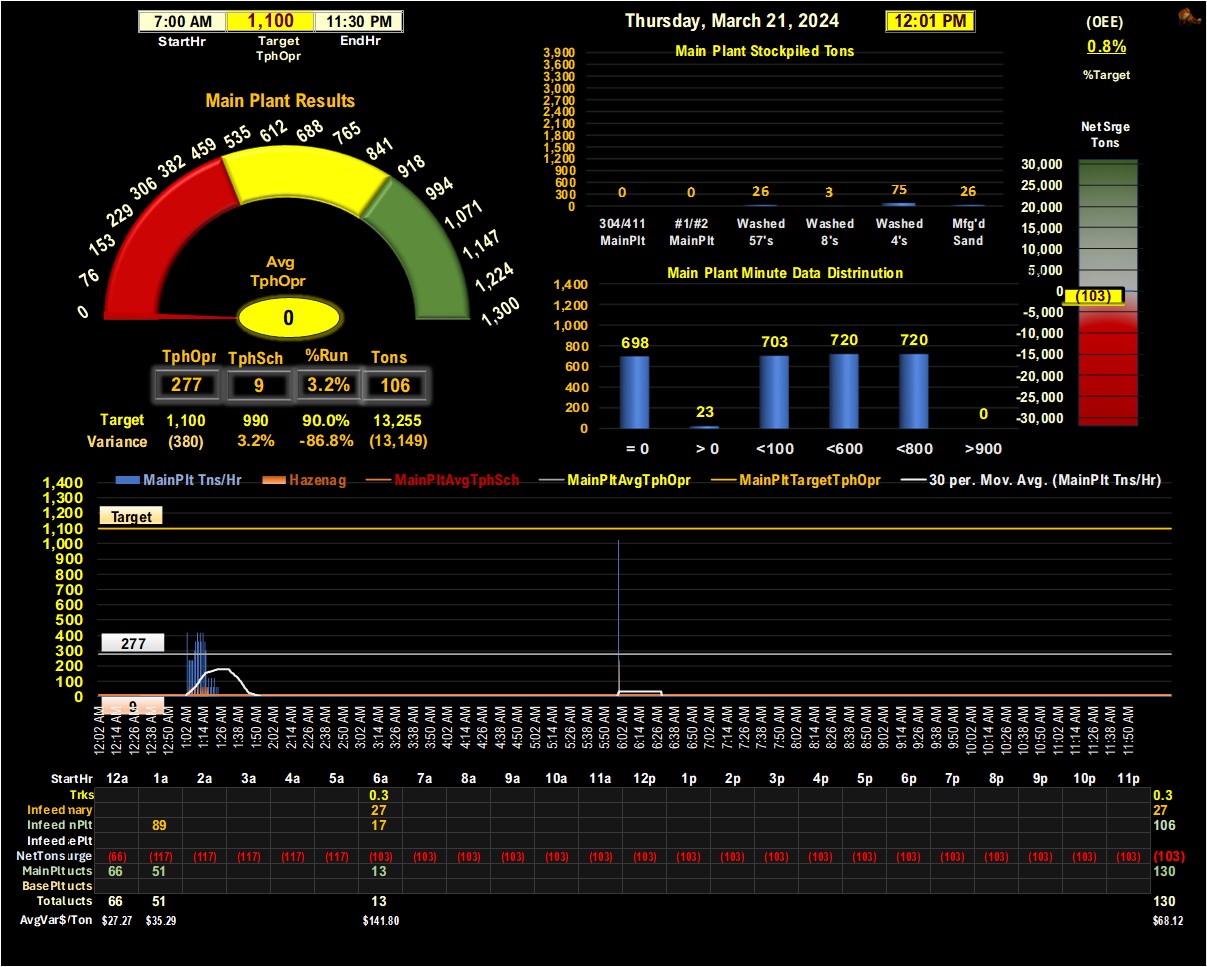 7:00 AM 1,100 11:30 PM
StartHr Target TphOpr EndHr
Thursday, March 21, 2024 12:01 PM
(OEE)
0.8%
%Target
Main Plant Results
0 76 153 229 306 382 459 535 612 688 765 841 918 994 1,071 1,147 1,224 1,300
Avg
TphOpr
0
TphOpr TphSch %Run Tons
277 9 3.2% 106
Target 1,100 990 90.0% 13,255
Variance (380) 3.2% -86.8% (13,149)
Main Plant Stockpiled Tons
3,900
3,600
3,300
3,000
2,700
2,400
2,100
1,800
1,500
1,200
900
600
300
0
0 0 26 3 75 26
304/411 #1/#2 Washed Washed Washed Mfg'd
MainPlt MainPlt 57's 8's 4's Sand
Main Plant Minute Data Distrinution
1,400
1,200
1,000
800
600
400
200
0
698 23 703 720 720 0
= 0 > 0 <100 <600 <800 >900
Net Srge
Tons
30,000
25,000
20,000
15,000
10,000
5,000
0
(103)
-5,000
-10,000
-15,000
-20,000
-25,000
-30,000
MainPlt Tns/Hr Hazenag MainPltAvgTphSch MainPltAvgTphOpr MainPltTargetTphOpr 30 per. Mov. Avg. (MainPlt Tns/Hr)
1,400
1,300
1,200
1,100
1,000
900
800
700
600
500
400
300
200
100
0
Target
277
9
12:02 AM 12:14 AM 12:26 AM 12:38 AM 12:50 AM 1:02 AM 1:14 AM 1:26 AM 1:38 AM 1:50 AM 2:02 AM 2:14 AM 2:26 AM 2:38 AM 2:50 AM 3:02 AM 3:14 AM 3:26 AM 3:38 AM 3:50 AM 4:02 AM 4:14 AM 4:26 AM 4:38 AM 4:50 AM 5:02 AM 5:14 AM 5:26 AM 5:38 AM 5:50 AM 6:02 AM 6:14 AM 6:26 AM 6:38 AM 6:50 AM 7:02 AM 7:14 AM 7:26 AM 7:38 AM 7:50 AM 8:02 AM 8:14 AM 8:26 AM 8:38 AM 8:50 AM 9:02 AM 9:14 AM 9:26 AM 9:38 AM 9:50 AM 10:02 AM 10:14 AM 10:26 AM 10:38 AM 10:50 AM 11:02 AM 11:14 AM 11:26 AM 11:38 AM 11:50 AM
StartHr 12a 1a 2a 3a 4a 5a 6a 7a 8a 9a 10a 11a 12p 1p 2p 3p 4p 5p 6p 7p 8p 9p 10p 11p
Trks 0.3 0.3
Infeed nary 27 27
Infeed nPlt 89 17 106
Infeed ePlt
NetTons urge (66) (117) (117) (117) (117) (117) (103) (103) (103) (103) (103) (103) (103) (103) (103) (103) (103) (103) (103) (103) (103) (103) (103) (103) (103)
MainPlt ucts 66 51 13 130
BasePlt ucts
Total ucts 66 51 13 130
AvgVar$/Ton $27.27 $35.29 $141.80 $68.12